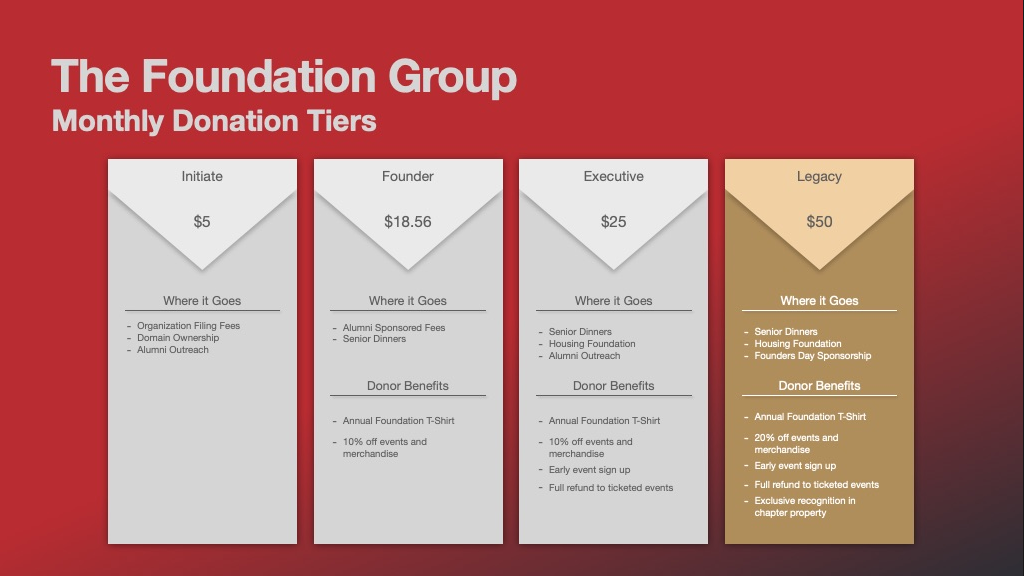 The Foundation Group
Monthly Donation Tiers
Initiate
$5
Where it Goes
- Organization Filing Fees
- Domain Ownership
- Alumni Outreach
Founder
$18.56
Where it Goes
- Alumni Sponsored Fees
- Senior Dinners
Donor Benefits
- Annual Foundation T-Shirt
- 10% off events and
merchandise
Executive
$25
Where it Goes
- Senior Dinners
- Housing Foundation
- Alumni Outreach
Donor Benefits
- Annual Foundation T-Shirt
- 10% off events and
merchandise
- Early event sign up
- Full refund to ticketed events
Legacy
$50
Where it Goes
- Senior Dinners
- Housing Foundation
- Founders Day Sponsorship
Donor Benefits
- Annual Foundation T-Shirt
- 20% off events and
merchandise
- Early event sign up
- Full refund to ticketed events
- Exclusive recognition in
chapter property